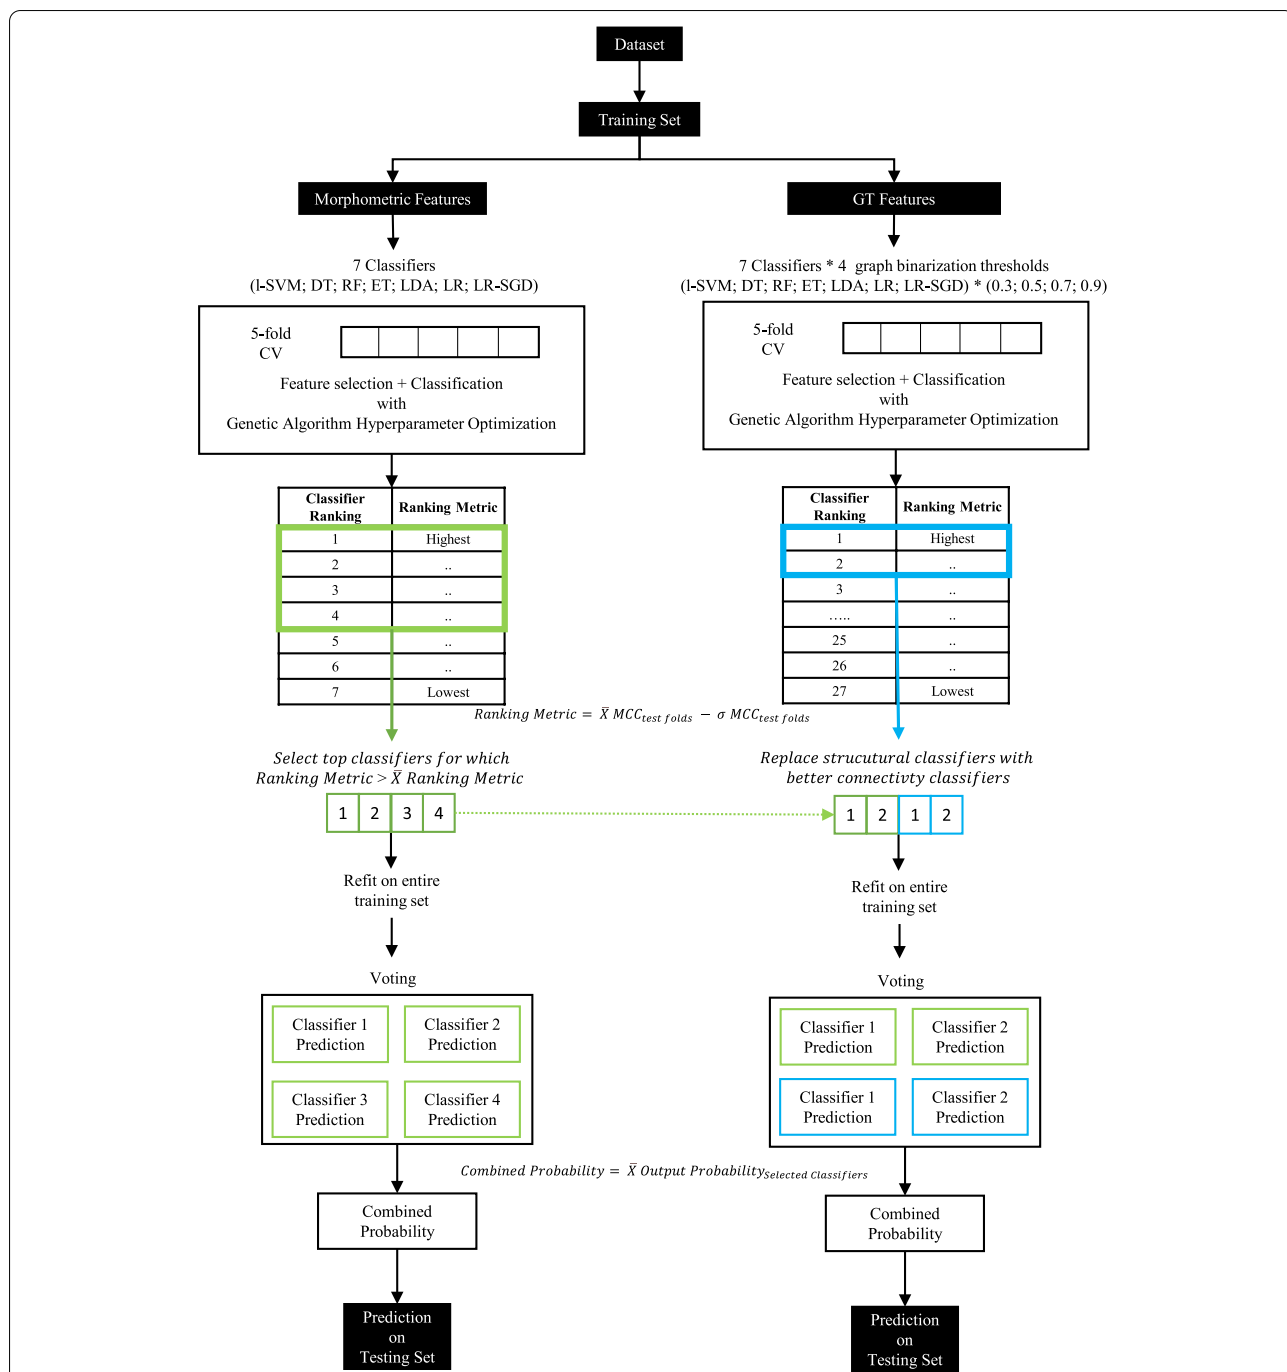 Dataset
Training Set
Morphometric Features
7 Classifiers
(l-SVM; DT; RF; ET; LDA; LR; LR-SGD)
5-fold
CV
Feature selection + Classification
with
Genetic Algorithm Hyperparameter Optimization
Classifier Ranking | Ranking Metric
1 Highest
2 ..
3 ..
4 ..
5 ..
6 ..
7 Lowest
GT Features
7 Classifiers * 4 graph binarization thresholds
(l-SVM; DT; RF; ET; LDA; LR; LR-SGD) * (0.3; 0.5; 0.7; 0.9)
5-fold
CV
Feature selection + Classification
with
Genetic Algorithm Hyperparameter Optimization
Classifier Ranking | Ranking Metric
1 Highest
2 ..
3 ..
….. ..
25 ..
26 ..
27 Lowest
Ranking Metric = X̄ MCC_test folds − σ MCC_test folds
Select top classifiers for which
Ranking Metric > X̄ Ranking Metric
1 2 3 4
Refit on entire
training set
Voting
Classifier 1
Prediction
Classifier 2
Prediction
Classifier 3
Prediction
Classifier 4
Prediction
Replace strucutural classifiers with
better connectivty classifiers
1 2 1 2
Refit on entire
training set
Voting
Classifier 1
Prediction
Classifier 2
Prediction
Classifier 1
Prediction
Classifier 2
Prediction
Combined Probability = X̄ Output Probability_Selected Classifiers
Combined
Probability
Prediction
on
Testing Set
Combined
Probability
Prediction
on
Testing Set